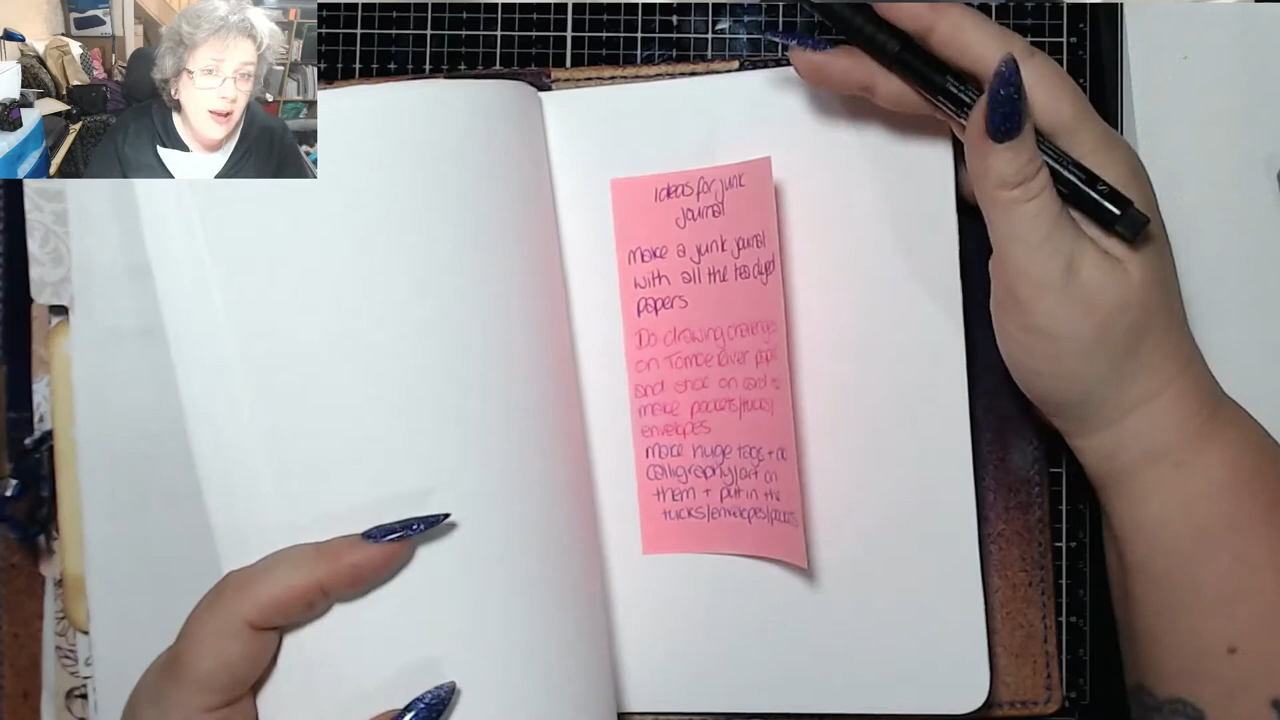 Ideas for junk
journal
make a junk journal
with all the tea dyed
papers
Do drawing challenge
on Tomoe River paper
and stick on card to
make pockets/tucks/
envelopes
make huge tags + do
calligraphy/art on
them + put in the
tucks/envelopes/pockets